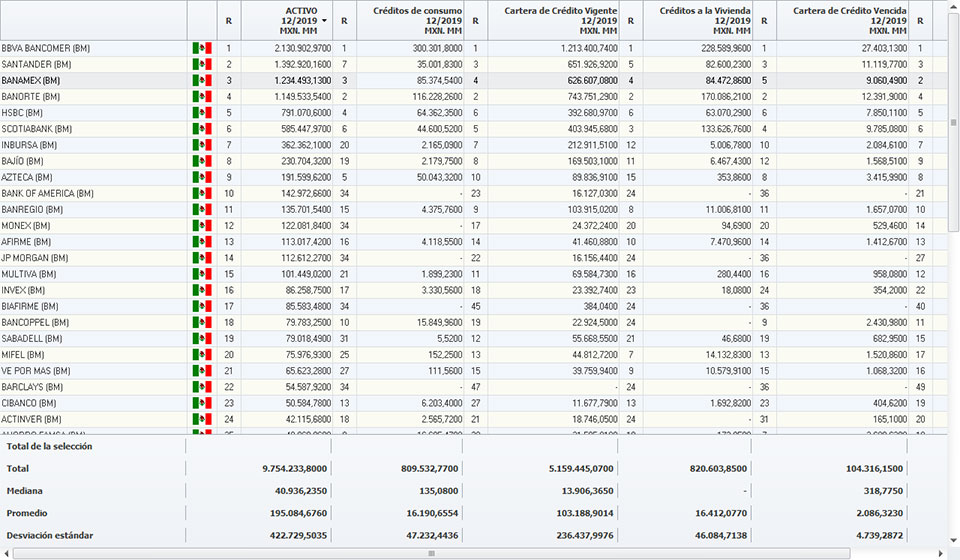 R ACTIVO 12/2019 MXN. MM R Créditos de consumo 12/2019 MXN. MM R Cartera de Crédito Vigente 12/2019 MXN. MM R Créditos a la Vivienda 12/2019 MXN. MM R Cartera de Crédito Vencida 12/2019 MXN. MM R
BBVA BANCOMER (BM) 1 2.130.902,9700 1 300.301,8000 1 1.213.400,7400 1 228.589,9600 1 27.403,1300 1
SANTANDER (BM) 2 1.392.920,1600 7 35.001,8300 3 651.926,9200 5 82.600,2300 3 11.119,7700 3
BANAMEX (BM) 3 1.234.493,1300 3 85.374,5400 4 626.607,0800 4 84.472,8600 5 9.060,4900 2
BANORTE (BM) 4 1.149.533,5400 2 116.228,2600 2 743.751,2900 2 170.086,2100 2 12.391,9000 4
HSBC (BM) 5 791.070,6000 4 64.362,3500 6 392.680,9700 6 63.070,2900 6 7.850,1100 5
SCOTIABANK (BM) 6 585.447,9700 6 44.600,5200 5 403.945,6800 3 133.626,7600 4 9.785,0800 6
INBURSA (BM) 7 362.362,1000 20 2.165,0900 7 212.911,5100 12 5.006,7800 10 2.084,6100 7
BAJÍO (BM) 8 230.704,3200 19 2.179,7500 8 169.503,1000 11 6.467,4300 12 1.568,5100 9
AZTECA (BM) 9 191.599,6200 5 50.043,3200 10 89.836,9100 15 353,8600 8 3.415,9900 8
BANK OF AMERICA (BM) 10 142.972,6600 34 - 23 16.127,0300 24 - 36 - 21
BANREGIO (BM) 11 135.701,5400 15 4.375,7600 9 103.915,0200 8 11.006,8100 11 1.657,0700 10
MONEX (BM) 12 122.081,8400 34 - 17 24.372,2400 20 94,6900 20 529,4600 14
AFIRME (BM) 13 113.017,4200 16 4.118,5500 14 41.460,8800 10 7.470,9600 14 1.412,6700 13
JP MORGAN (BM) 14 112.612,2700 34 - 22 16.156,4400 24 - 36 - 27
MULTIVA (BM) 15 101.449,0200 21 1.899,2300 11 69.584,7300 16 280,4400 16 958,0800 12
INVEX (BM) 16 86.258,7500 17 3.330,5600 18 23.392,7400 23 18,0800 24 354,2000 22
BIAFIRME (BM) 17 85.583,4800 34 - 45 384,0400 24 - 36 - 40
BANCOPPEL (BM) 18 79.783,2500 10 15.849,9600 19 22.924,5000 24 - 9 2.430,9800 11
SABADELL (BM) 19 79.018,4900 31 5,5200 12 55.668,5500 21 46,6800 19 682,9500 15
MIFEL (BM) 20 75.976,9300 25 152,2500 13 44.812,7200 7 14.132,8300 13 1.520,8600 17
VE POR MAS (BM) 21 65.623,2800 27 111,5600 15 39.759,9400 9 10.579,9100 15 1.068,3200 16
BARCLAYS (BM) 22 54.587,9200 34 - 47 - 24 - 36 - 49
CIBANCO (BM) 23 50.584,7800 13 6.203,4000 27 11.677,7900 13 1.692,8200 23 404,6200 19
ACTINVER (BM) 24 42.115,6800 18 2.565,7200 21 18.746,0500 24 - 31 165,1000 20
Total de la selección
Total 9.754.233,8000 809.532,7700 5.159.445,0700 820.603,8500 104.316,1500
Mediana 40.936,2350 135,0800 13.906,3650 - 318,7750
Promedio 195.084,6760 16.190,6554 103.188,9014 16.412,0770 2.086,3230
Desviación estándar 422.729,5035 47.232,4436 236.437,9976 46.084,7138 4.739,2872